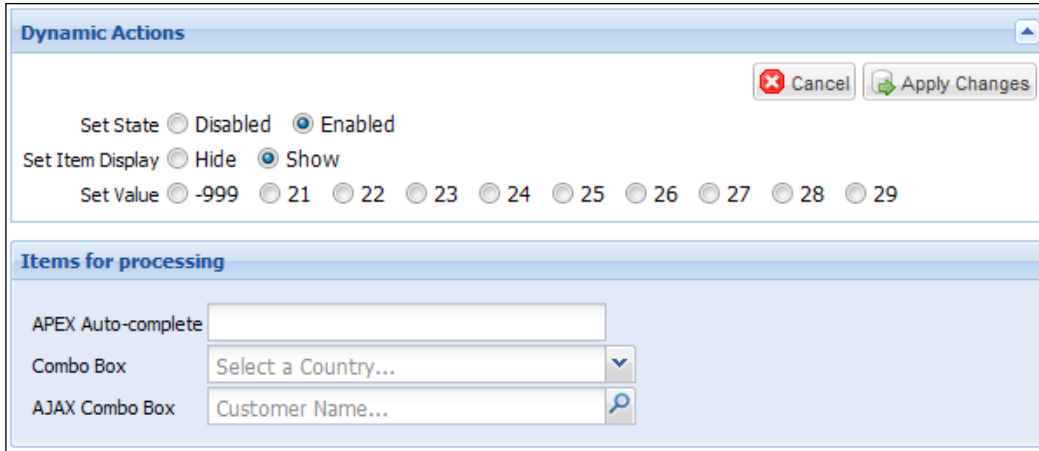 Dynamic Actions
Cancel Apply Changes
Set State Disabled Enabled
Set Item Display Hide Show
Set Value -999 21 22 23 24 25 26 27 28 29
Items for processing
APEX Auto-complete
Combo Box Select a Country...
AJAX Combo Box Customer Name...